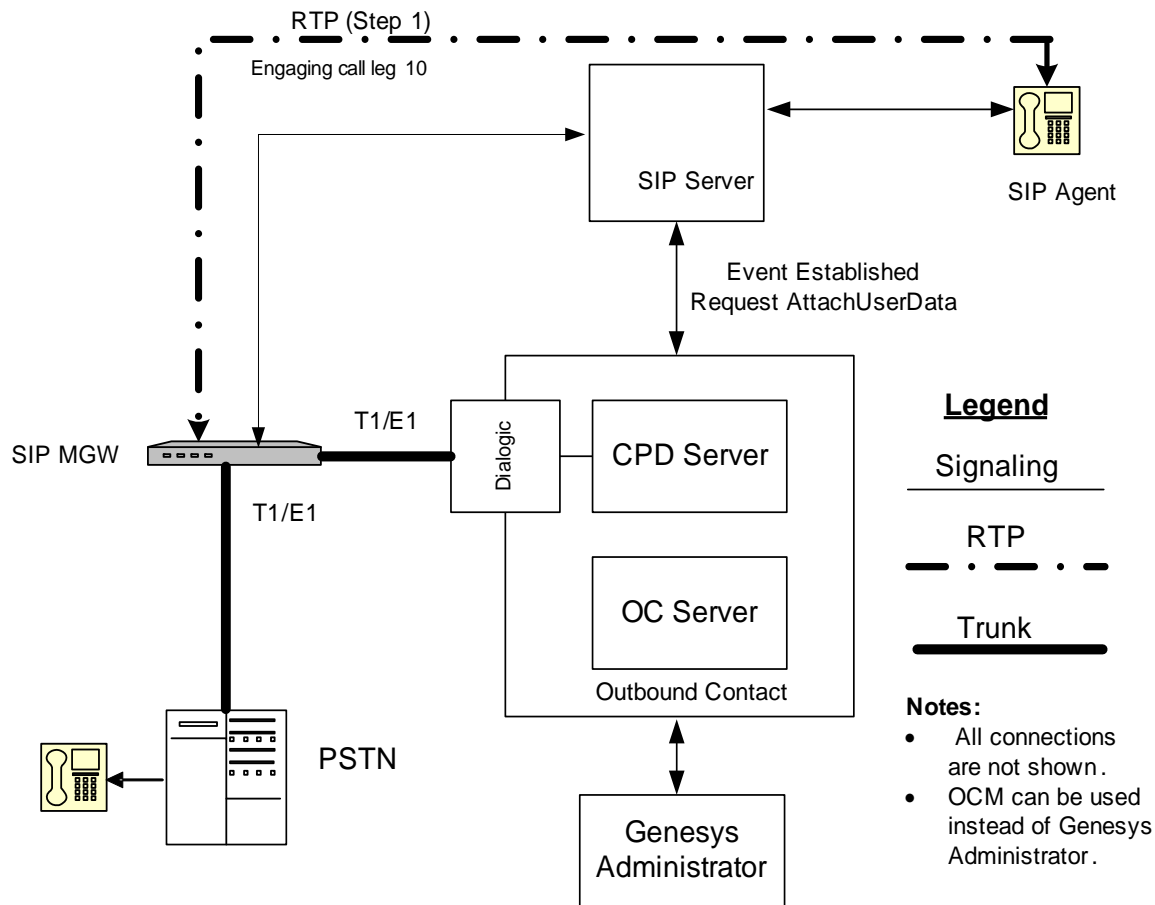 RTP (Step 1)
Engaging call leg 10
SIP Server
SIP Agent
Event Established
Request AttachUserData
SIP MGW
T1/E1
T1/E1
Dialogic
CPD Server
OC Server
Outbound Contact
PSTN
Genesys
Administrator
Legend
Signaling
RTP
Trunk
Notes:
• All connections
are not shown.
• OCM can be used
instead of Genesys
Administrator.